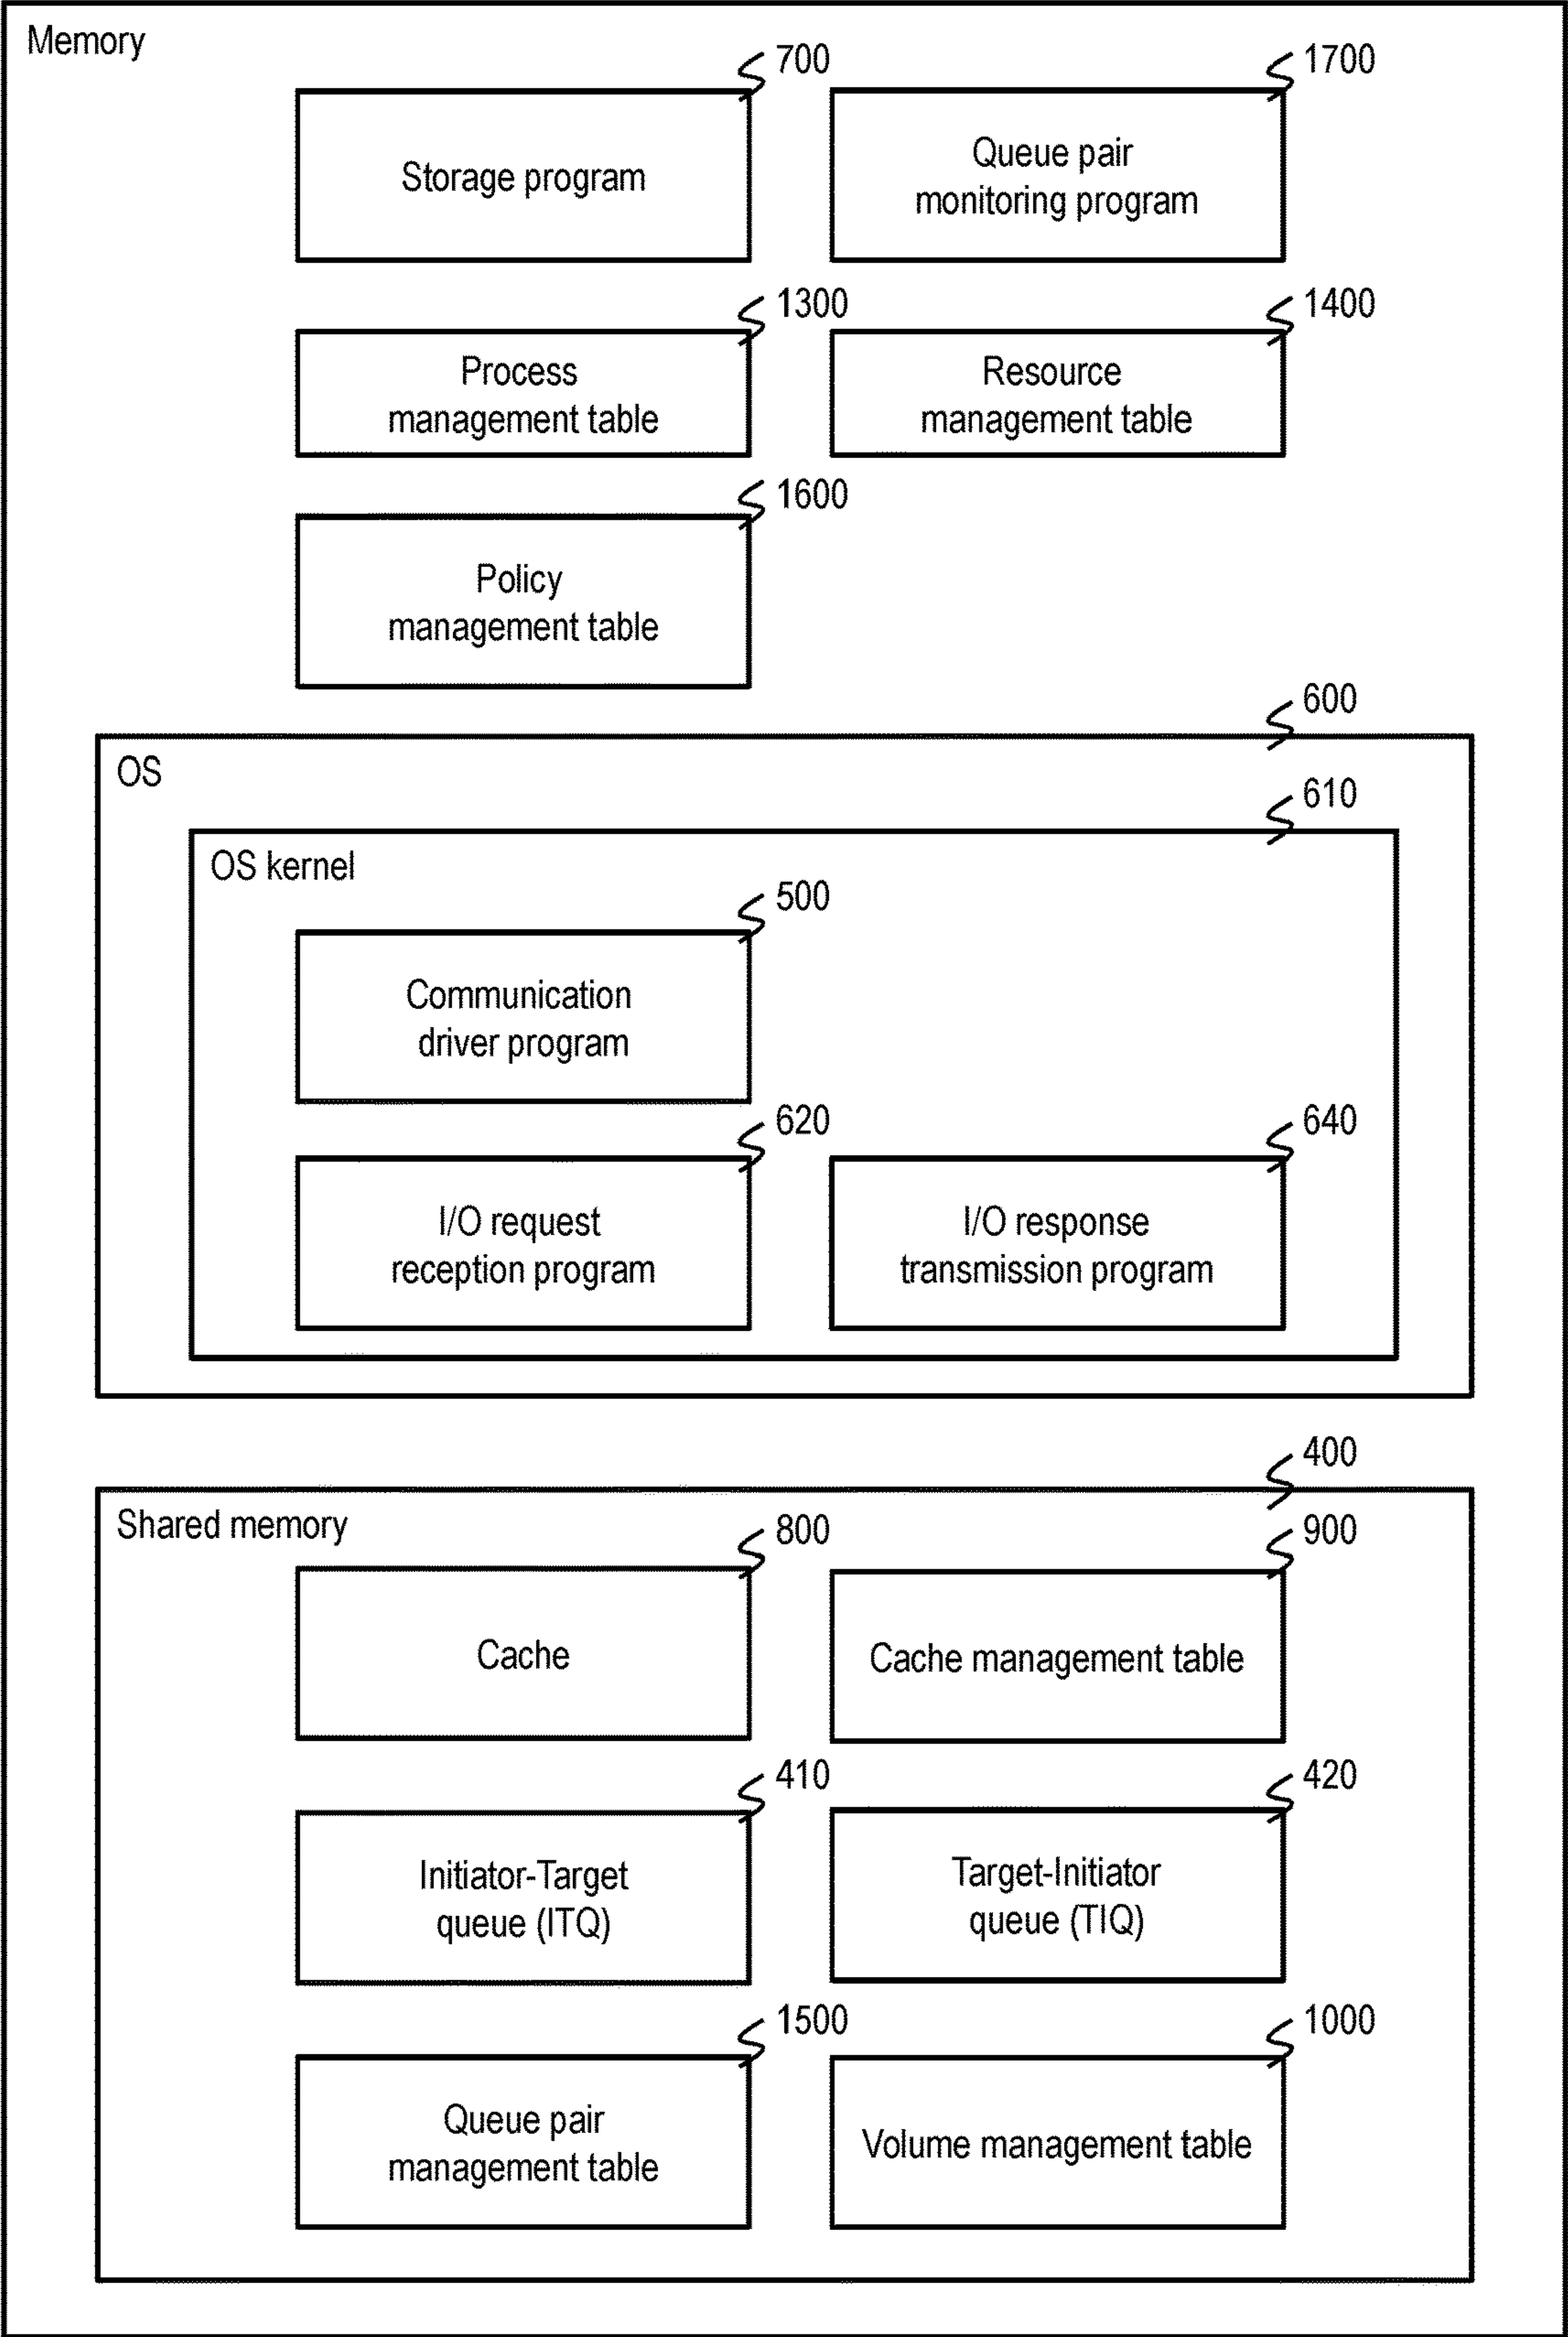 Memory
700
1700
Storage program
Queue pair
monitoring program
1300
1400
Process
management table
Resource
management table
1600
Policy
management table
600
OS
610
OS kernel
500
Communication
driver program
620
640
I/O request
reception program
I/O response
transmission program
400
Shared memory
800
900
Cache
Cache management table
410
420
Initiator-Target
queue (ITQ)
Target-Initiator
queue (TIQ)
1500
1000
Queue pair
management table
Volume management table